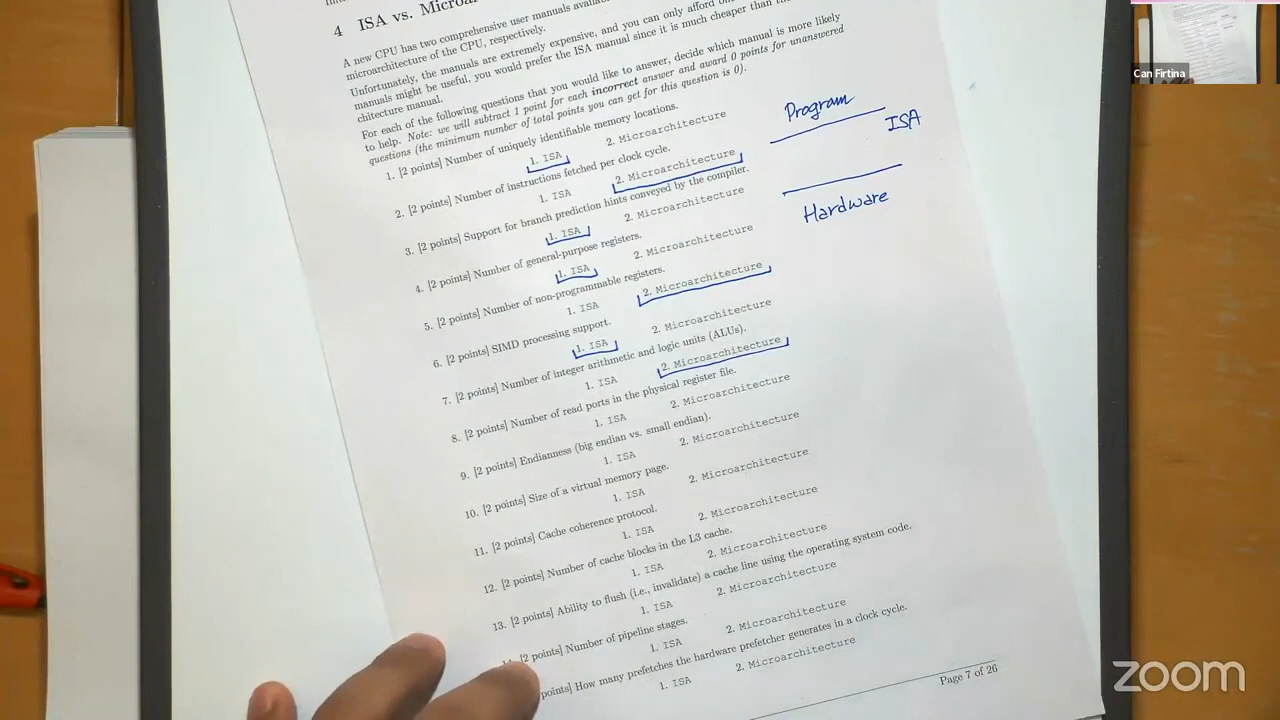 4 ISA vs. Microar
A new CPU has two comprehensive user manuals availa
microarchitecture of the CPU, respectively.
Unfortunately, the manuals are extremely expensive, and you can only afford on
manuals might be useful, you would prefer the ISA manual since it is much cheaper than the
chitecture manual.
For each of the following questions that you would like to answer, decide which manual is more likely
to help. Note: we will subtract 1 point for each incorrect answer and award 0 points for unanswered
questions (the minimum number of total points you can get for this question is 0).
1. [2 points] Number of uniquely identifiable memory locations.
1. ISA 2. Microarchitecture
2. [2 points] Number of instructions fetched per clock cycle.
1. ISA 2. Microarchitecture
3. [2 points] Support for branch prediction hints conveyed by the compiler.
1. ISA 2. Microarchitecture
4. [2 points] Number of general-purpose registers.
1. ISA 2. Microarchitecture
5. [2 points] Number of non-programmable registers.
1. ISA 2. Microarchitecture
6. [2 points] SIMD processing support.
1. ISA 2. Microarchitecture
7. [2 points] Number of integer arithmetic and logic units (ALUs).
1. ISA 2. Microarchitecture
8. [2 points] Number of read ports in the physical register file.
1. ISA 2. Microarchitecture
9. [2 points] Endianness (big endian vs. small endian).
1. ISA 2. Microarchitecture
10. [2 points] Size of a virtual memory page.
1. ISA 2. Microarchitecture
11. [2 points] Cache coherence protocol.
1. ISA 2. Microarchitecture
12. [2 points] Number of cache blocks in the L3 cache.
1. ISA 2. Microarchitecture
13. [2 points] Ability to flush (i.e., invalidate) a cache line using the operating system code.
1. ISA 2. Microarchitecture
[2 points] Number of pipeline stages.
1. ISA 2. Microarchitecture
points] How many prefetches the hardware prefetcher generates in a clock cycle.
1. ISA 2. Microarchitecture
Page 7 of 26
Program
ISA
Hardware
Can Firtina
zoom